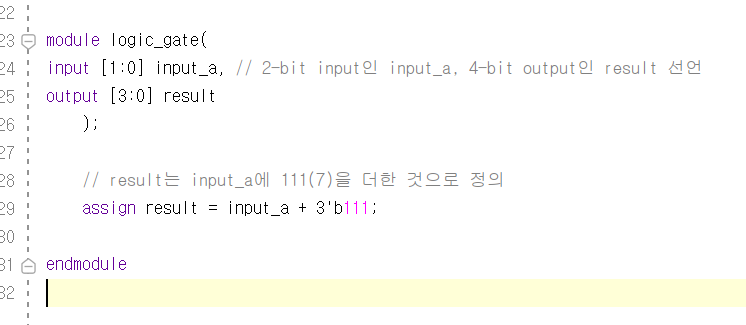 22
23 module logic_gate(
24 input [1:0] input_a, // 2-bit input인 input_a, 4-bit output인 result 선언
25 output [3:0] result
26 );
27
28 // result는 input_a에 111(7)을 더한 것으로 정의
29 assign result = input_a + 3'b111;
30
31 endmodule
32